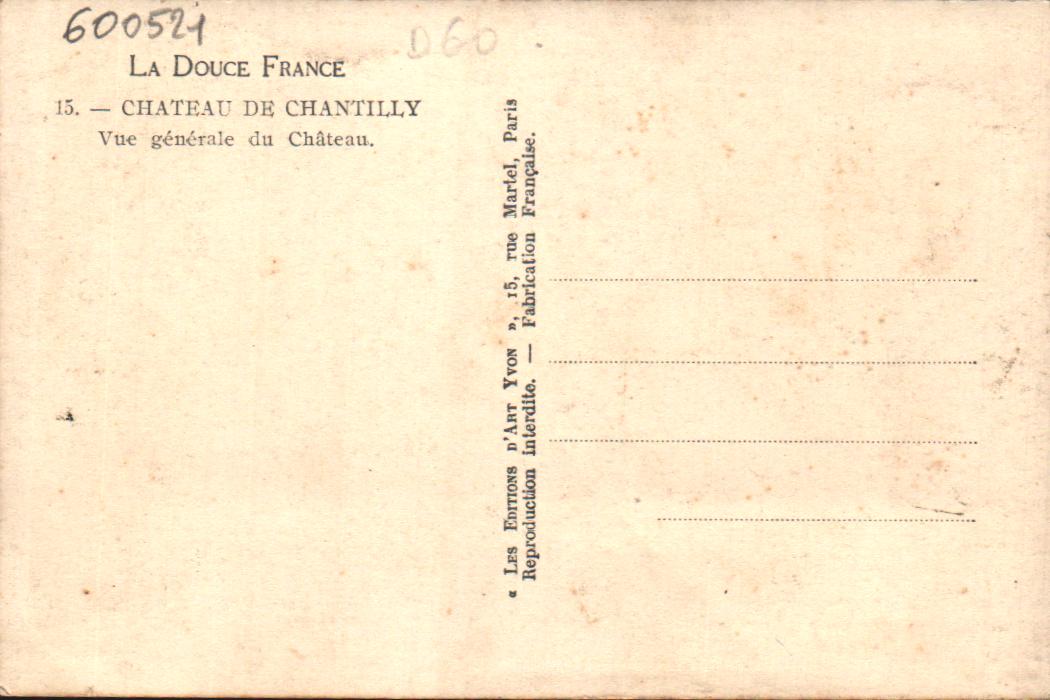 600521
D60
LA DOUCE FRANCE
15. — CHATEAU DE CHANTILLY
Vue générale du Château.
« LES EDITIONS D'ART YVON », 15, rue Martel, Paris
Reproduction interdite. — Fabrication Française.